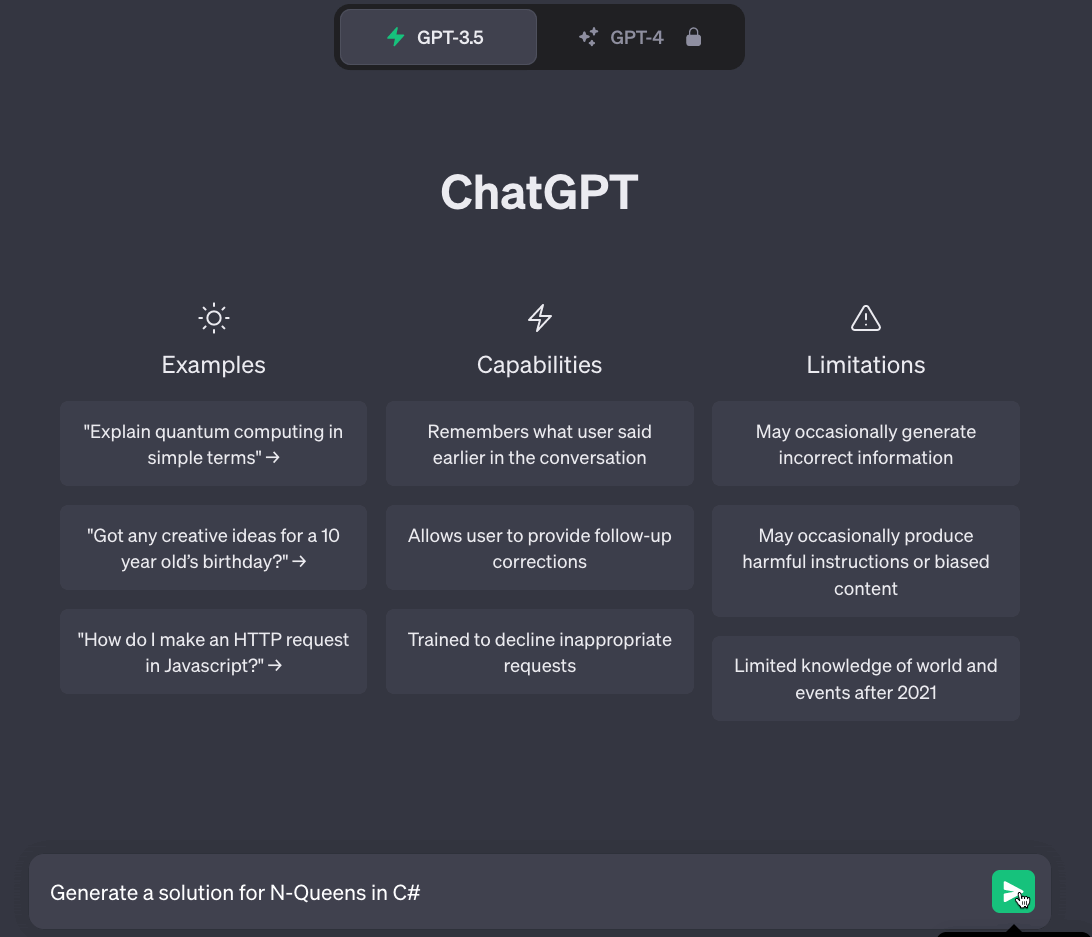 GPT-3.5
GPT-4
ChatGPT
Examples
"Explain quantum computing in
simple terms" →
"Got any creative ideas for a 10
year old’s birthday?" →
"How do I make an HTTP request
in Javascript?" →
Capabilities
Remembers what user said
earlier in the conversation
Allows user to provide follow-up
corrections
Trained to decline inappropriate
requests
Limitations
May occasionally generate
incorrect information
May occasionally produce
harmful instructions or biased
content
Limited knowledge of world and
events after 2021
Generate a solution for N-Queens in C#